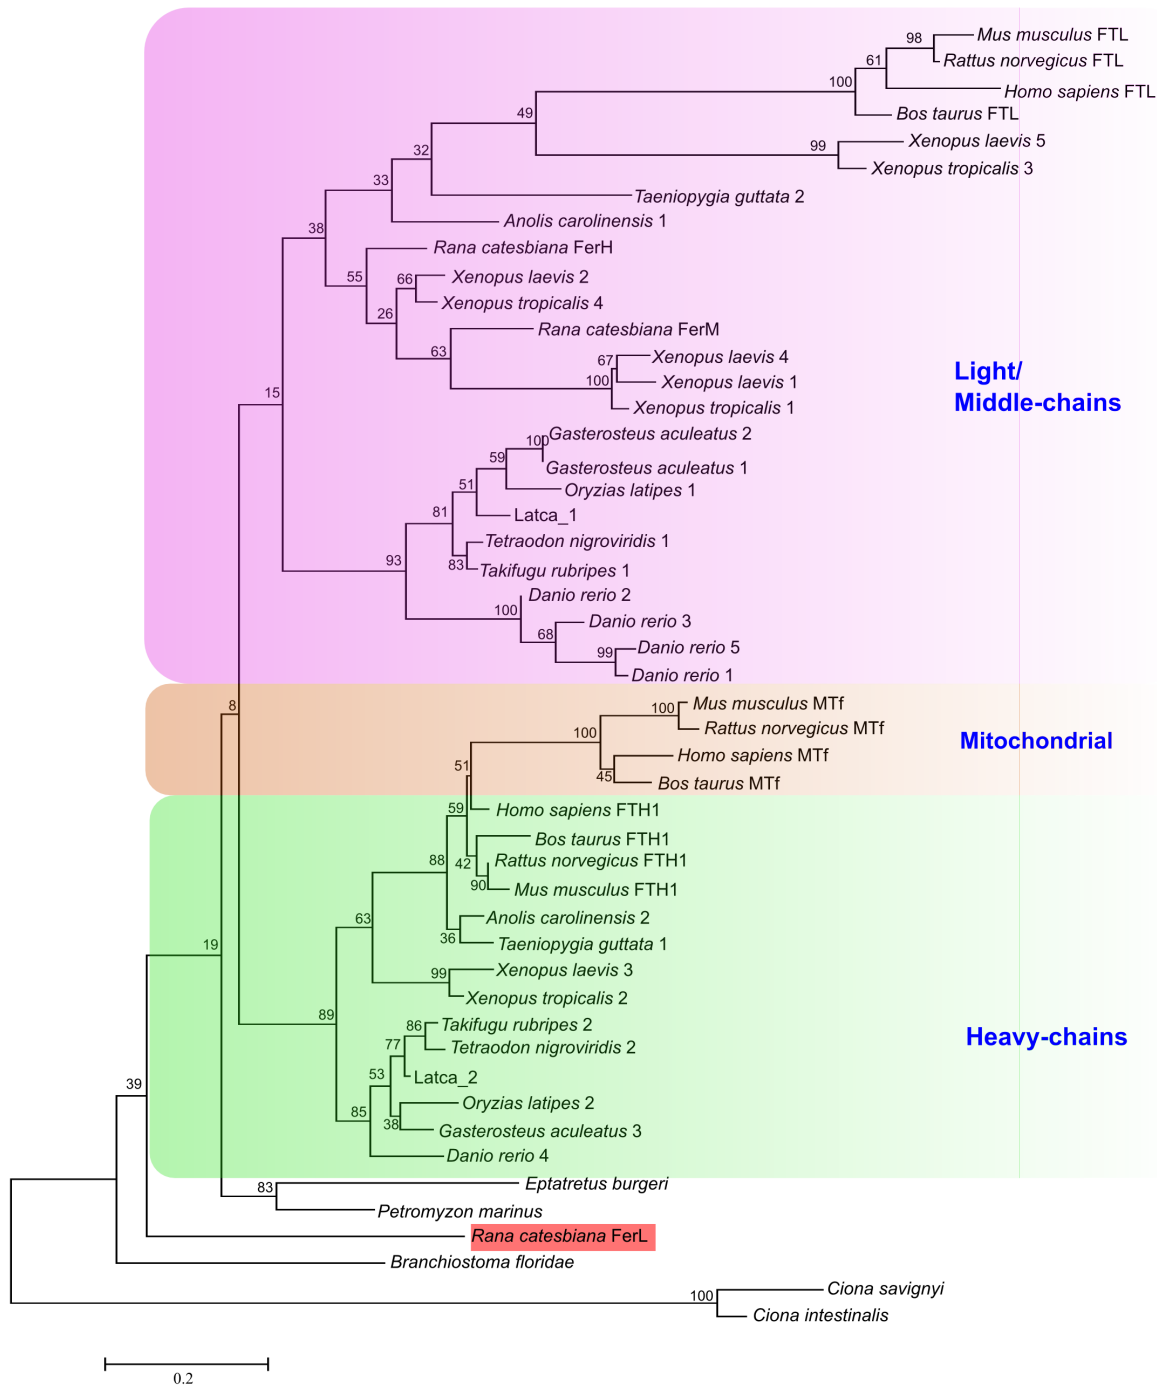 Mus musculus FTL
98
Rattus norvegicus FTL
61
Homo sapiens FTL
100
Bos taurus FTL
49
Xenopus laevis 5
99
Xenopus tropicalis 3
32
33
Taeniopygia guttata 2
Anolis carolinensis 1
38
Rana catesbiana FerH
55
66
Xenopus laevis 2
Xenopus tropicalis 4
26
Rana catesbiana FerM
63
67
Xenopus laevis 4
100
Xenopus laevis 1
Xenopus tropicalis 1
Light/
Middle-chains
15
Gasterosteus aculeatus 2
100
59
Gasterosteus aculeatus 1
51
Oryzias latipes 1
81
Latca_1
Tetraodon nigroviridis 1
83
Takifugu rubripes 1
93
Danio rerio 2
100
Danio rerio 3
68
Danio rerio 5
99
Danio rerio 1
8
Mus musculus MTf
100
Rattus norvegicus MTf
100
Homo sapiens MTf
45
Bos taurus MTf
Mitochondrial
51
59
Homo sapiens FTH1
Bos taurus FTH1
88
42
Rattus norvegicus FTH1
90
Mus musculus FTH1
63
Anolis carolinensis 2
36
Taeniopygia guttata 1
19
99
Xenopus laevis 3
Xenopus tropicalis 2
89
86
Takifugu rubripes 2
77
Tetraodon nigroviridis 2
53
Latca_2
Heavy-chains
39
85
Oryzias latipes 2
38
Gasterosteus aculeatus 3
Danio rerio 4
83
Eptatretus burgeri
Petromyzon marinus
Rana catesbiana FerL
Branchiostoma floridae
Ciona savignyi
100
Ciona intestinalis
0.2